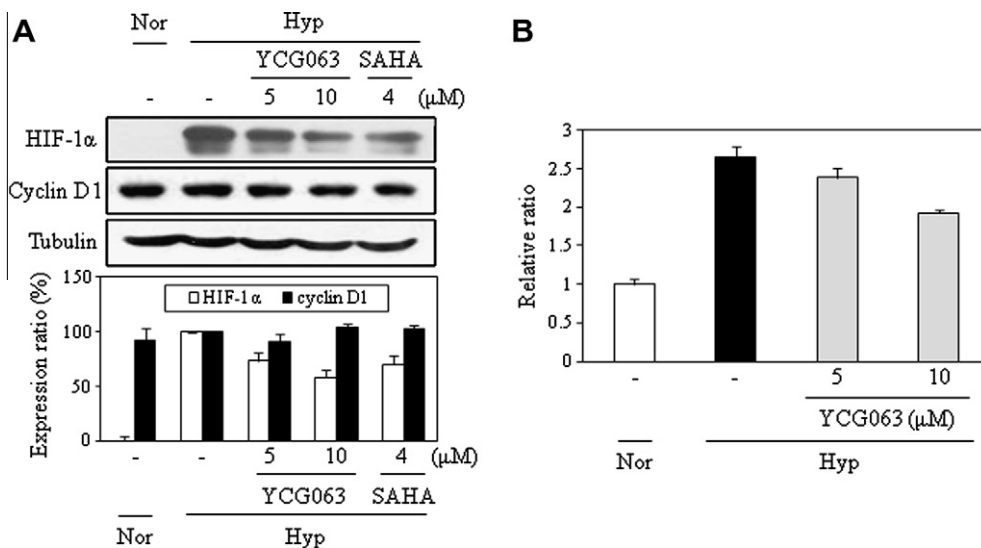 A
Nor
Hyp
YCG063
SAHA
- - 5 10 4 (μM)
HIF-1α
Cyclin D1
Tubulin
Expression ratio (%)
150
100
50
0
HIF-1α cyclin D1
- - 5 10 4 (μM)
YCG063
SAHA
Nor
Hyp
B
Relative ratio
3
2.5
2
1.5
1
0.5
0
- - 5 10
YCG063 (μM)
Nor
Hyp